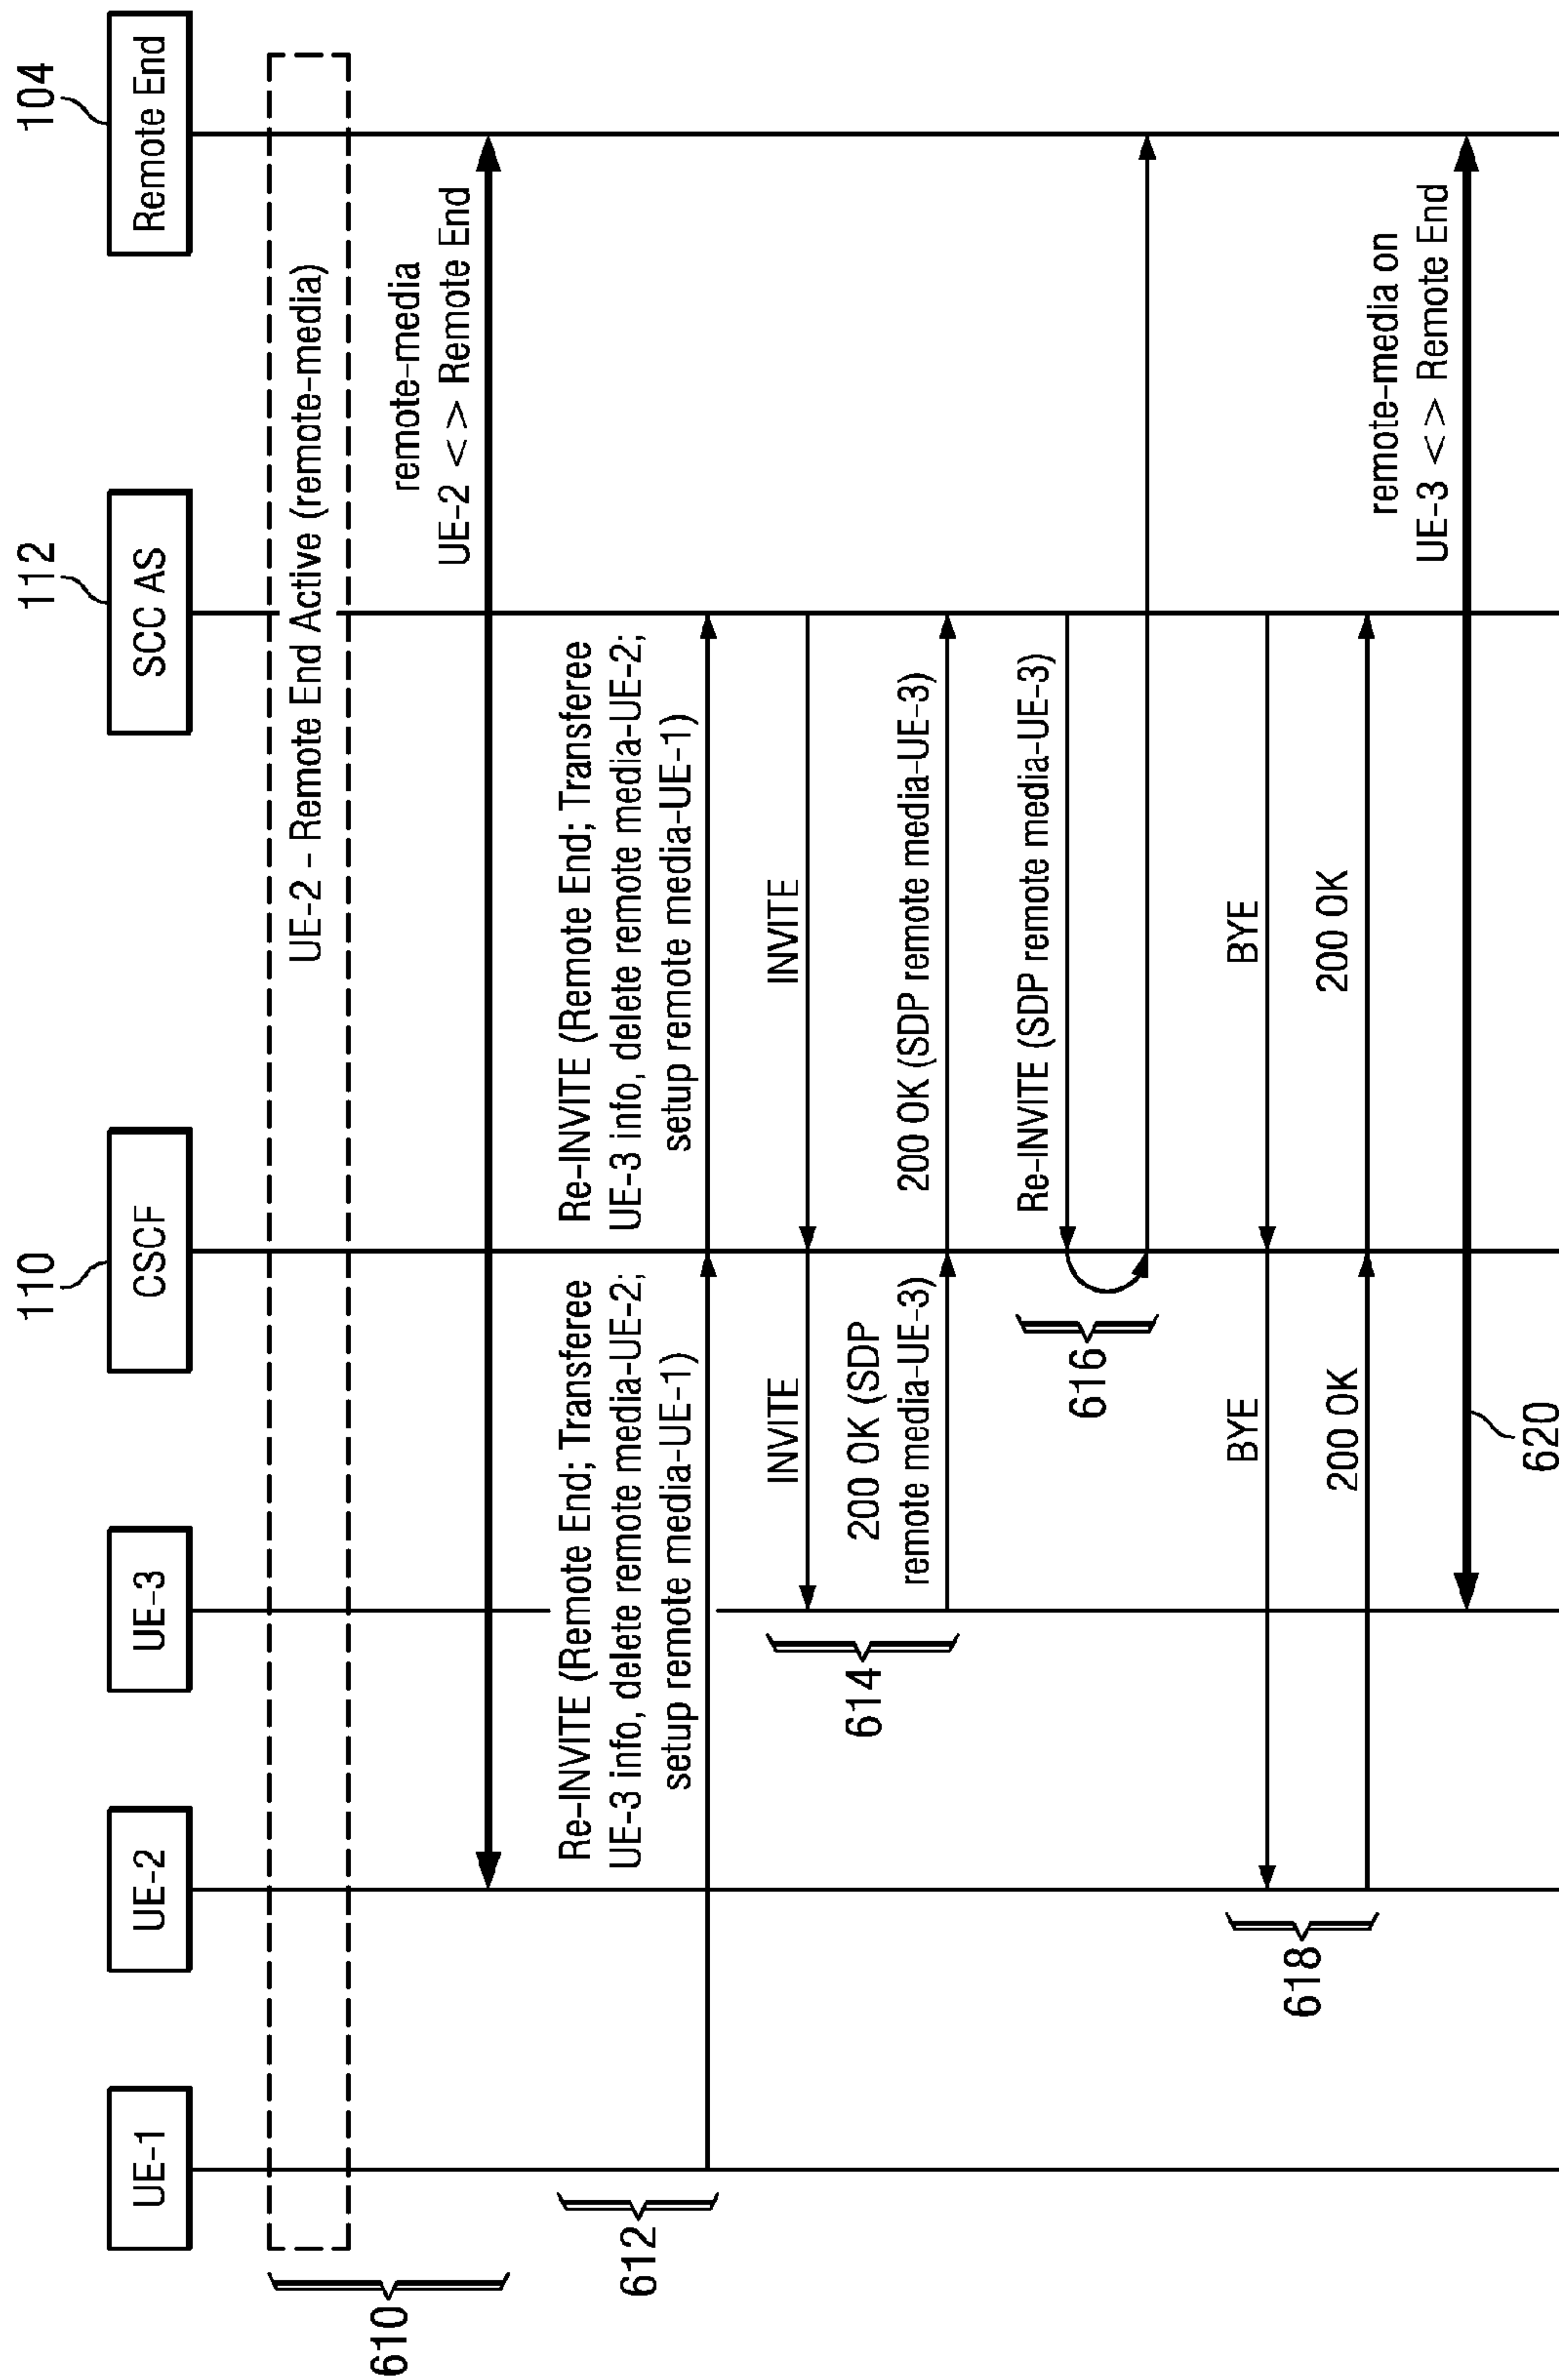 UE-1
UE-2
UE-3
110
CSCF
112
SCC AS
104
Remote End
610
UE-2 - Remote End Active (remote-media)
remote-media
UE-2 <> Remote End
612
Re-INVITE (Remote End; Transferee
UE-3 info, delete remote media-UE-2;
setup remote media-UE-1)
Re-INVITE (Remote End; Transferee
UE-3 info, delete remote media-UE-2;
setup remote media-UE-1)
614
INVITE
INVITE
200 OK (SDP
remote media-UE-3)
200 OK (SDP remote media-UE-3)
616
Re-INVITE (SDP remote media-UE-3)
618
BYE
BYE
200 OK
200 OK
remote-media on
UE-3 <> Remote End
620